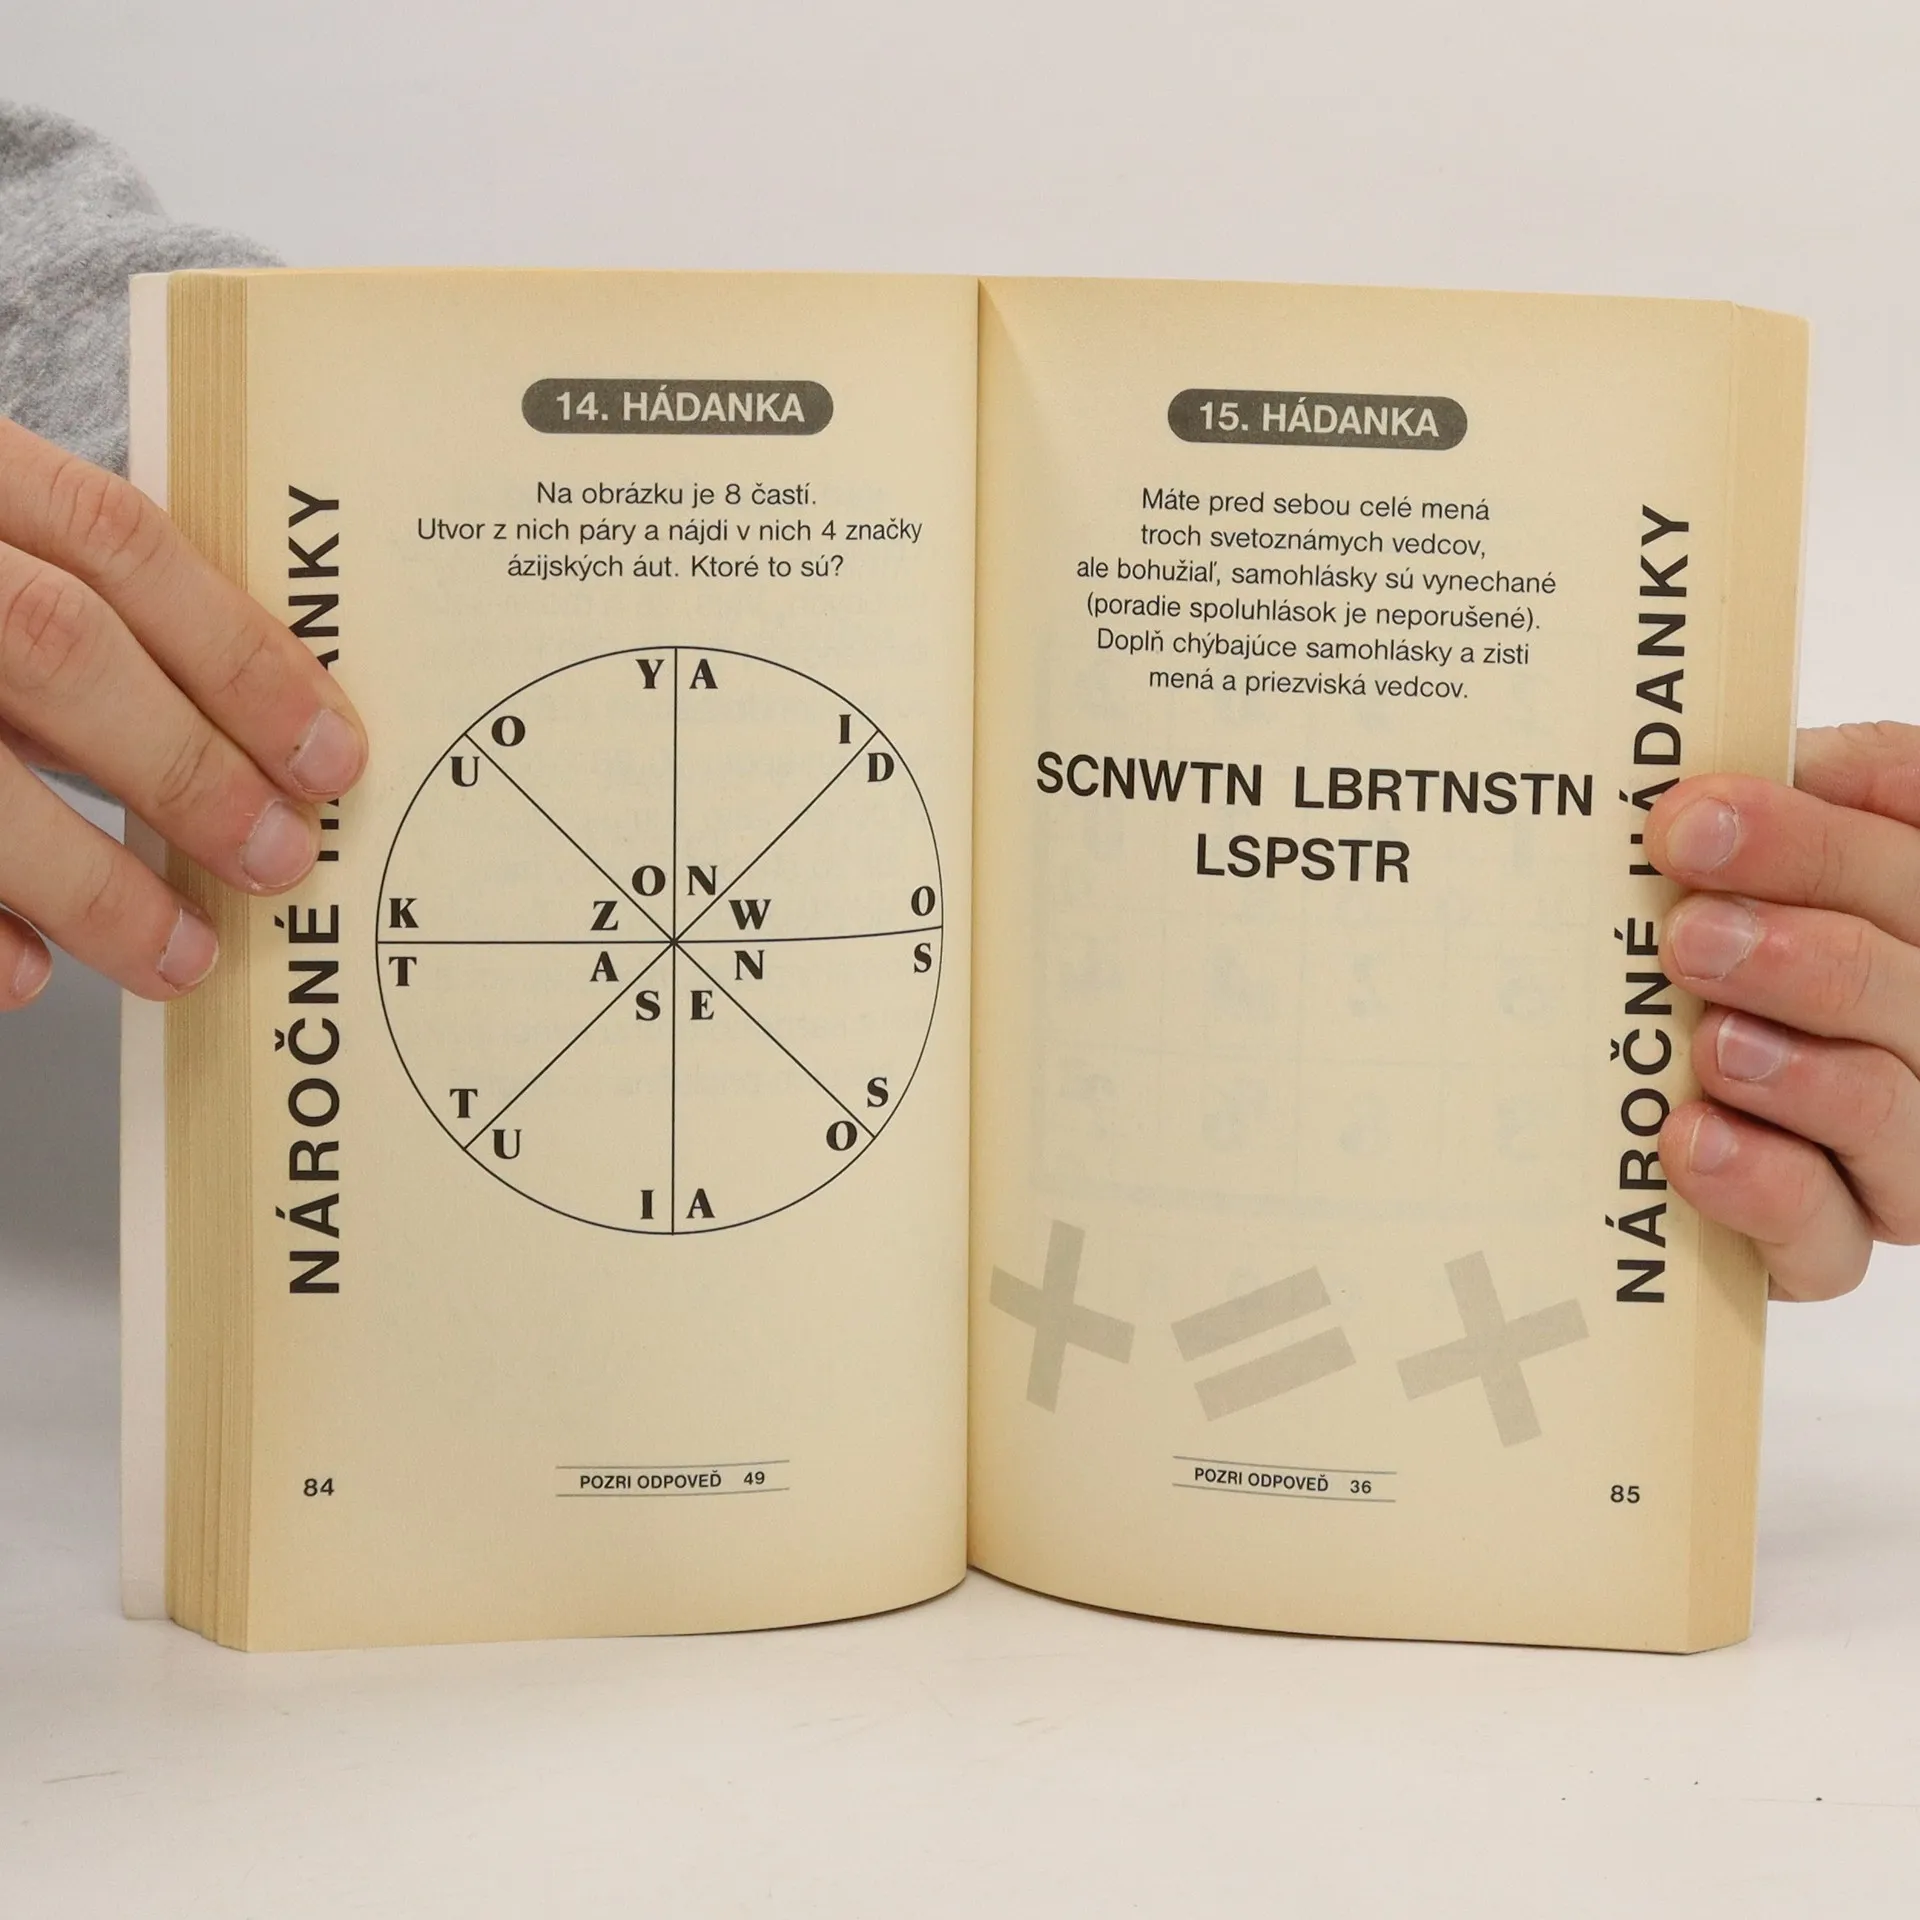 14. HÁDANKA
Na obrázku je 8 častí.
Utvor z nich páry a nájdi v nich 4 značky
ázijských áut. Ktoré to sú?
Y A
O I
U D
O N
K Z W O
T A N S
S E
T S
U O
I A
NÁROČNÉ
POZRI ODPOVEĎ 49
84
15. HÁDANKA
Máte pred sebou celé mená
troch svetoznámych vedcov,
ale bohužiaľ, samohlásky sú vynechané
(poradie spoluhlások je neporušené).
Doplň chýbajúce samohlásky a zisti
mená a priezviská vedcov.
SCNWTN LBRTNSTN
LSPSTR
NÁROČNÉ HÁDANKY
POZRI ODPOVEĎ 36
85